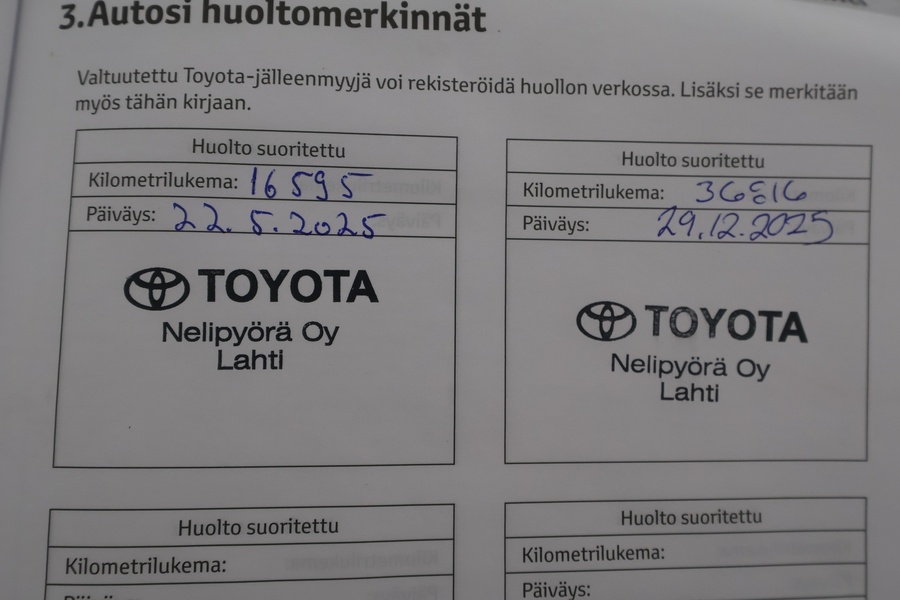 3.Autosi huoltomerkinnät
Valtuutettu Toyota-jälleenmyyjä voi rekisteröidä huollon verkossa. Lisäksi se merkitään
myös tähän kirjaan.
Huolto suoritettu
Kilometrilukema: 16 595
Päiväys: 22.5.2025
TOYOTA
Nelipyörä Oy
Lahti
Huolto suoritettu
Kilometrilukema: 36816
Päiväys: 29.12.2025
TOYOTA
Nelipyörä Oy
Lahti
Huolto suoritettu
Kilometrilukema:
Huolto suoritettu
Kilometrilukema:
Päiväys: